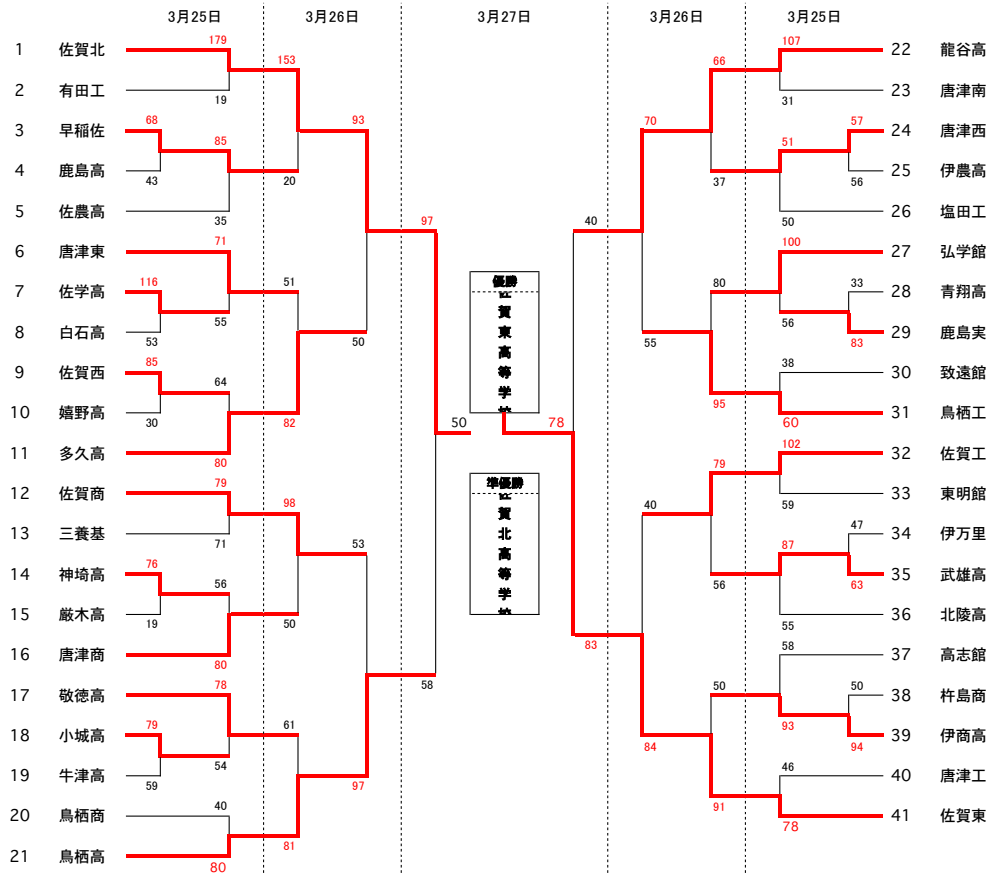 3月25日 3月26日 3月27日 3月26日 3月25日
1 佐賀北 179 153 66 107 22 龍谷高
2 有田工 19 31 23 唐津南
3 早稲佐 68 85 93 70 51 57 24 唐津西
4 鹿島高 43 20 37 56 25 伊農高
5 佐農高 35 97 40 50 26 塩田工
6 唐津東 71 100 27 弘学館
7 佐学高 116 55 51 80 56 33 28 青翔高
8 白石高 53 50 55 83 29 鹿島実
9 佐賀西 85 64 38 30 致遠館
10 嬉野高 30 82 95 60 31 鳥栖工
11 多久高 80 50 78 102 32 佐賀工
12 佐賀商 79 98 79 59 33 東明館
13 三養基 71 53 40 47 34 伊万里
14 神埼高 76 56 56 87 63 35 武雄高
15 厳木高 19 50 55 36 北陵高
16 唐津商 80 83 58 37 高志館
17 敬徳高 78 58 50 50 38 杵島商
18 小城高 79 54 61 84 93 94 39 伊商高
19 牛津高 59 97 46 40 唐津工
20 鳥栖商 40 91 78 41 佐賀東
21 鳥栖高 80 81
優勝
佐賀東高等学校
準優勝
佐賀北高等学校